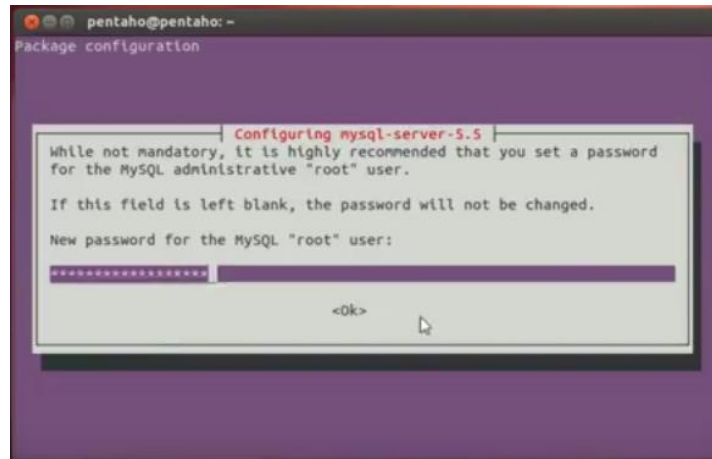 pentaho@pentaho: ~
Package configuration
Configuring mysql-server-5.5
While not mandatory, it is highly recommended that you set a password
for the MySQL administrative "root" user.
If this field is left blank, the password will not be changed.
New password for the MySQL "root" user:
*******************
<Ok>